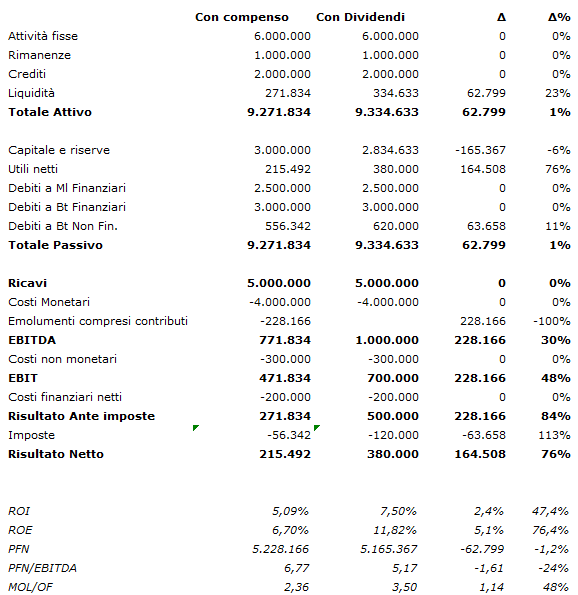 Con compenso Con Dividendi Δ Δ%
Attività fisse 6.000.000 6.000.000 0 0%
Rimanenze 1.000.000 1.000.000 0 0%
Crediti 2.000.000 2.000.000 0 0%
Liquidità 271.834 334.633 62.799 23%
Totale Attivo 9.271.834 9.334.633 62.799 1%
Capitale e riserve 3.000.000 2.834.633 -165.367 -6%
Utili netti 215.492 380.000 164.508 76%
Debiti a Ml Finanziari 2.500.000 2.500.000 0 0%
Debiti a Bt Finanziari 3.000.000 3.000.000 0 0%
Debiti a Bt Non Fin. 556.342 620.000 63.658 11%
Totale Passivo 9.271.834 9.334.633 62.799 1%
Ricavi 5.000.000 5.000.000 0 0%
Costi Monetari -4.000.000 -4.000.000 0 0%
Emolumenti compresi contributi -228.166 228.166 -100%
EBITDA 771.834 1.000.000 228.166 30%
Costi non monetari -300.000 -300.000 0 0%
EBIT 471.834 700.000 228.166 48%
Costi finanziari netti -200.000 -200.000 0 0%
Risultato Ante imposte 271.834 500.000 228.166 84%
Imposte -56.342 -120.000 -63.658 113%
Risultato Netto 215.492 380.000 164.508 76%
ROI 5,09% 7,50% 2,4% 47,4%
ROE 6,70% 11,82% 5,1% 76,4%
PFN 5.228.166 5.165.367 -62.799 -1,2%
PFN/EBITDA 6,77 5,17 -1,61 -24%
MOL/OF 2,36 3,50 1,14 48%